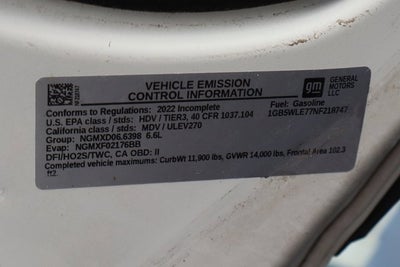 VEHICLE EMISSION
CONTROL INFORMATION
gm
GENERAL
MOTORS
LLC
Conforms to Regulations: 2022 Incomplete
Fuel: Gasoline
U.S. EPA class / stds: HDV / TIER3, 40 CFR 1037.104
1GB5WLE77NF218747
California class / stds: MDV / ULEV270
Group: NGMXD06.6398 6.6L
Evap: NGMXF02176BB
DFI/HO2S/TWC, CA OBD: II
Completed vehicle maximums: CurbWt 11,900 lbs, GVWR 14,000 lbs, Frontal Area 102.3
ft2.